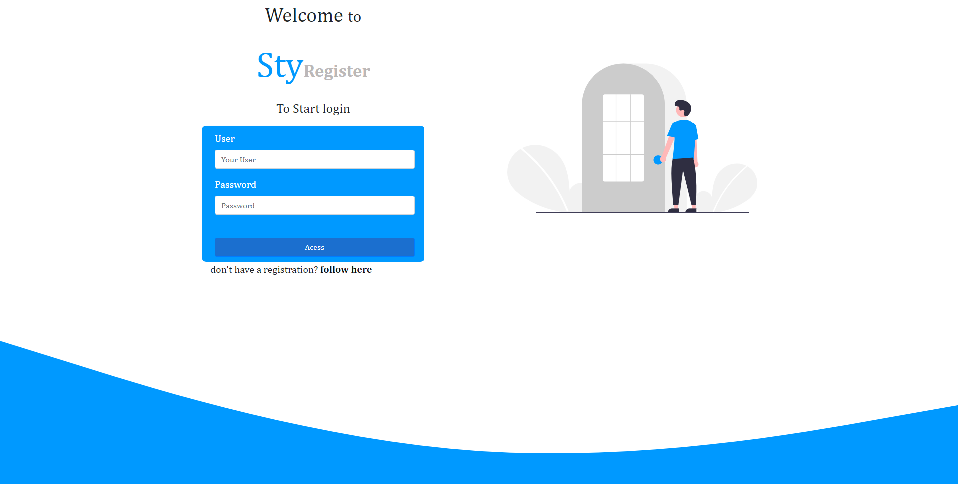 Welcome to
StyRegister
To Start login
User
Your User
Password
Password
Acess
don't have a registration? follow here